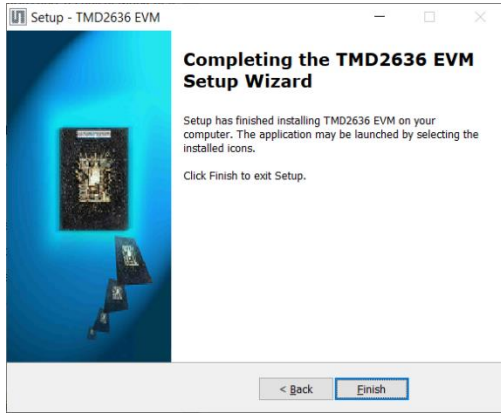 Setup - TMD2636 EVM
Completing the TMD2636 EVM
Setup Wizard
Setup has finished installing TMD2636 EVM on your
computer. The application may be launched by selecting the
installed icons.
Click Finish to exit Setup.
< Back
Finish